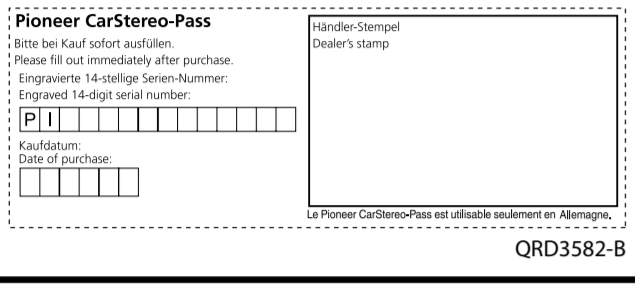 Pioneer CarStereo-Pass
Bitte bei Kauf sofort ausfüllen.
Please fill out immediately after purchase.
Eingravierte 14-stellige Serien-Nummer:
Engraved 14-digit serial number:
P I
Kaufdatum:
Date of purchase:
Händler-Stempel
Dealer's stamp
Le Pioneer CarStereo-Pass est utilisable seulement en Allemagne.
QRD3582-B